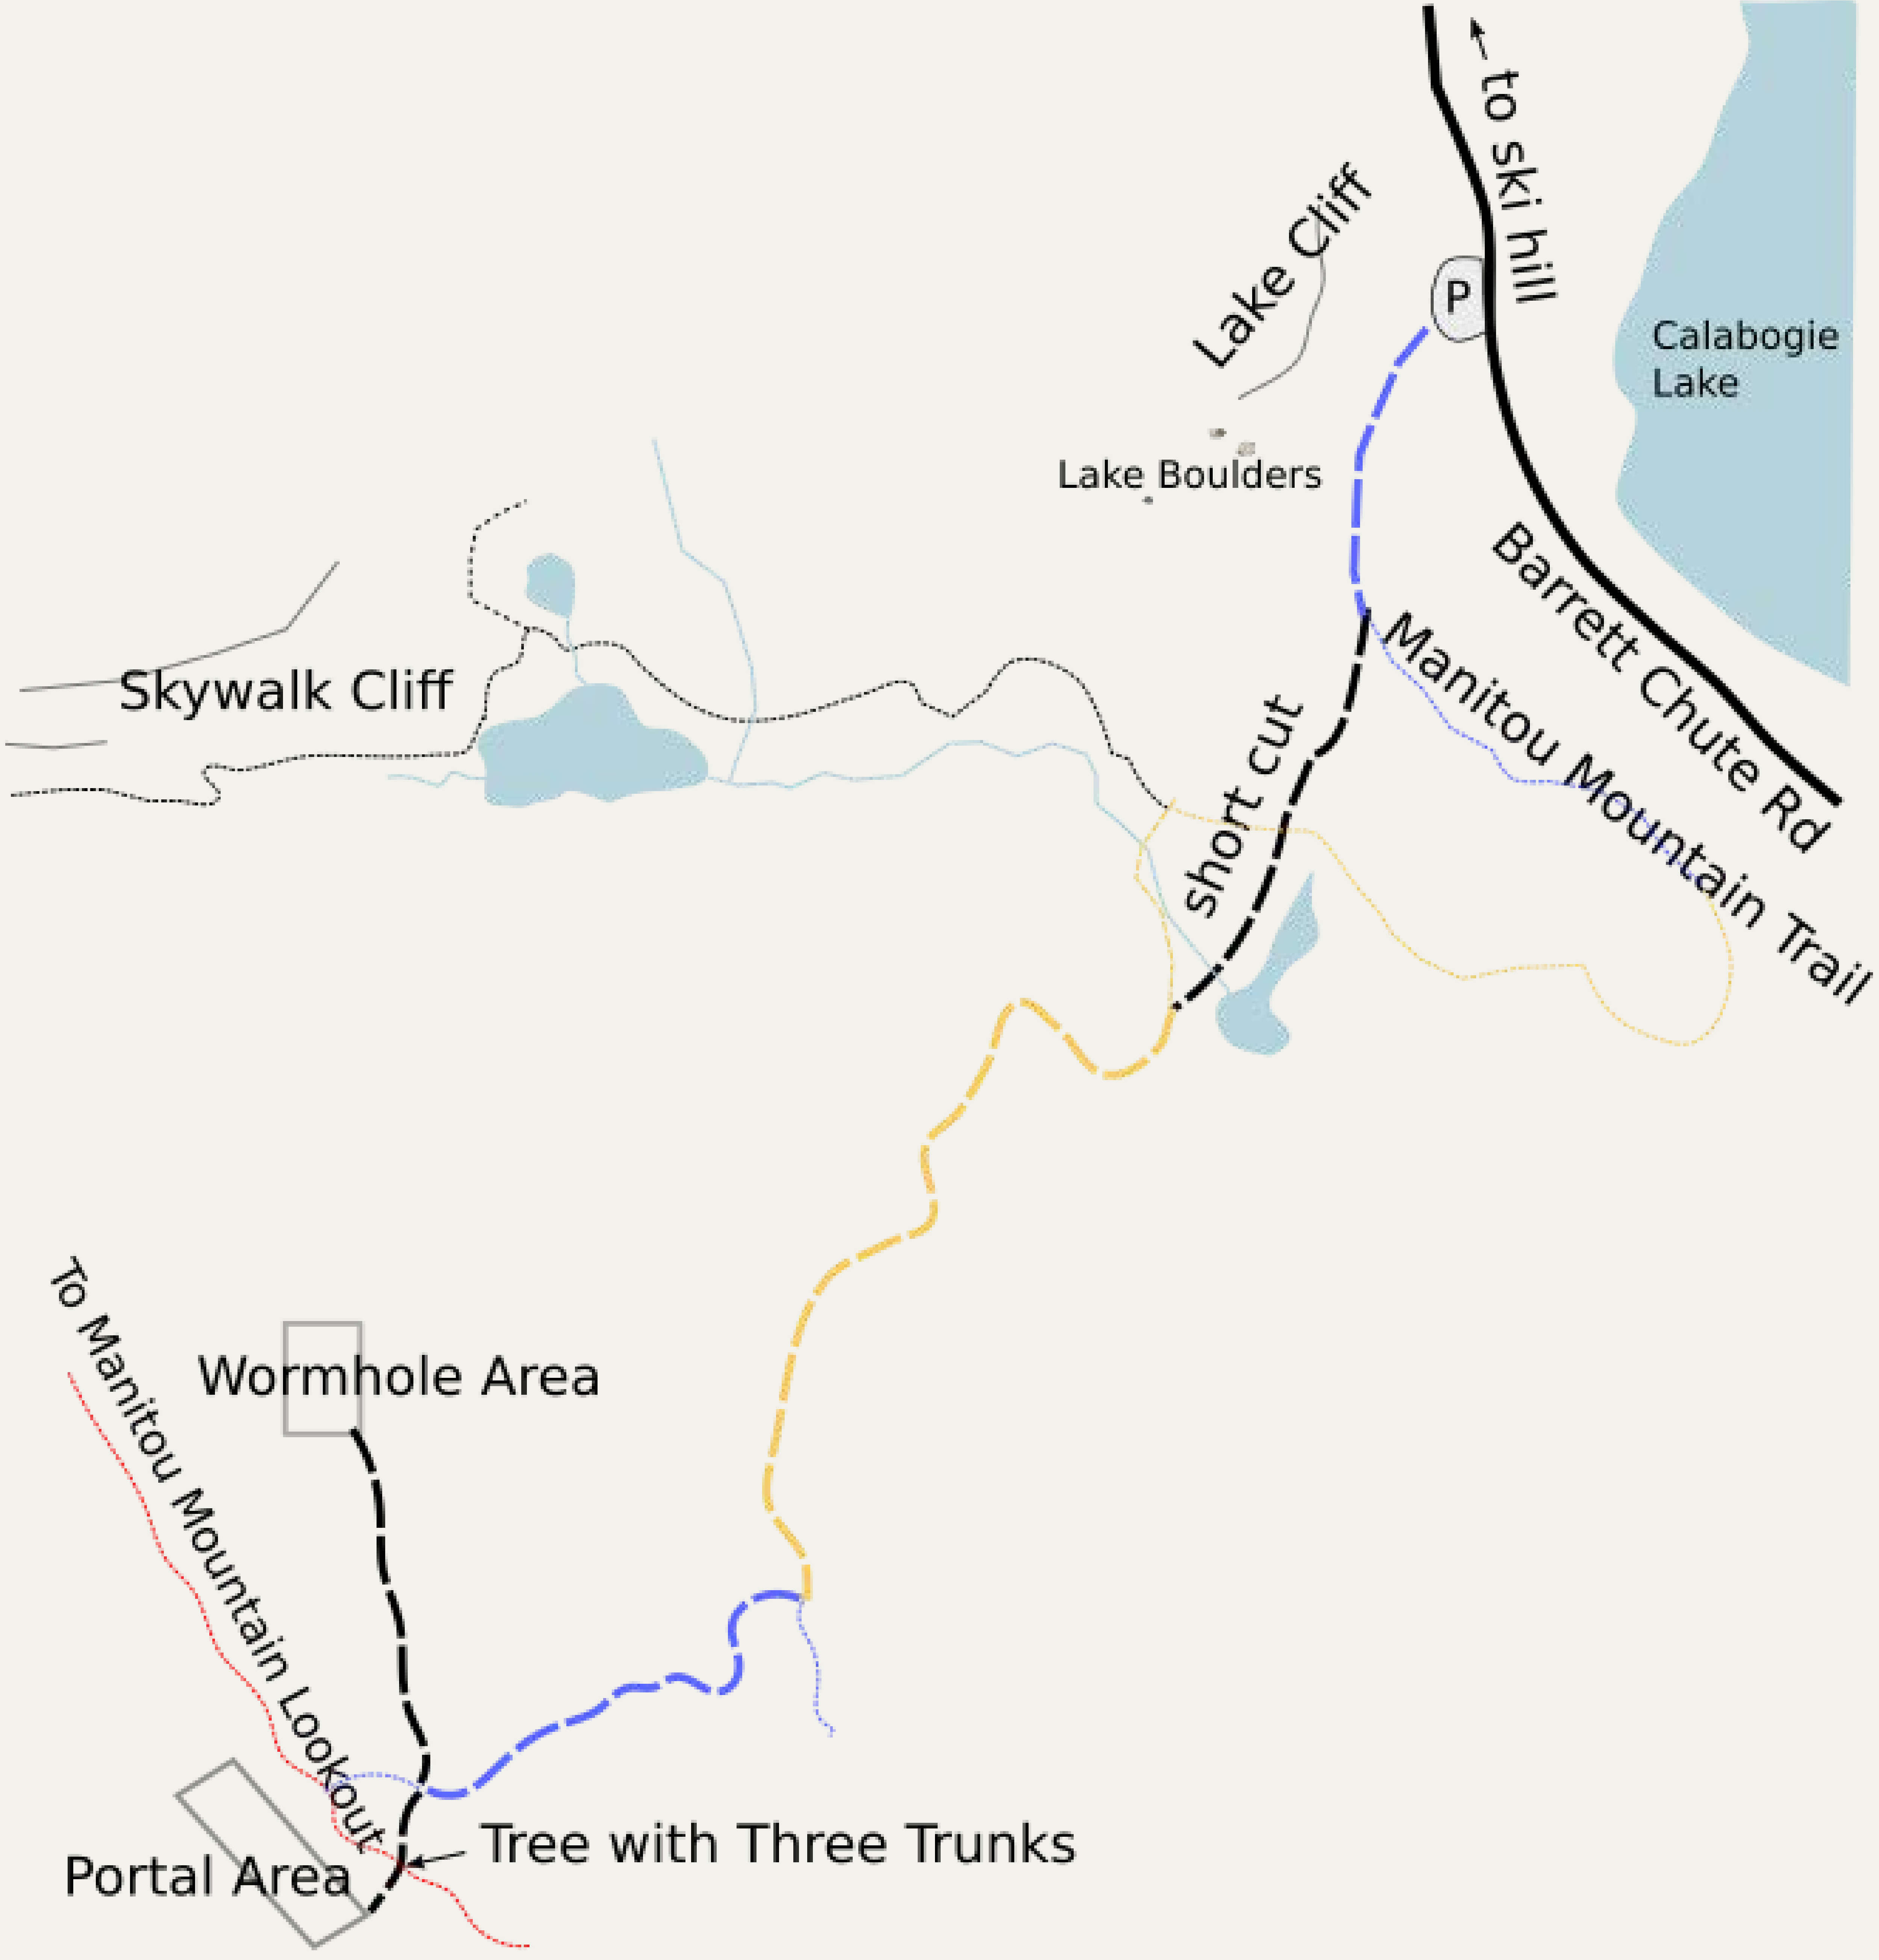 to ski hill
Lake Cliff
P
Calabogie
Lake
Lake Boulders
Barrett Chute Rd
Manitou Mountain Trail
Skywalk Cliff
short cut
To Manitou Mountain Lookout
Wormhole Area
Tree with Three Trunks
Portal Area